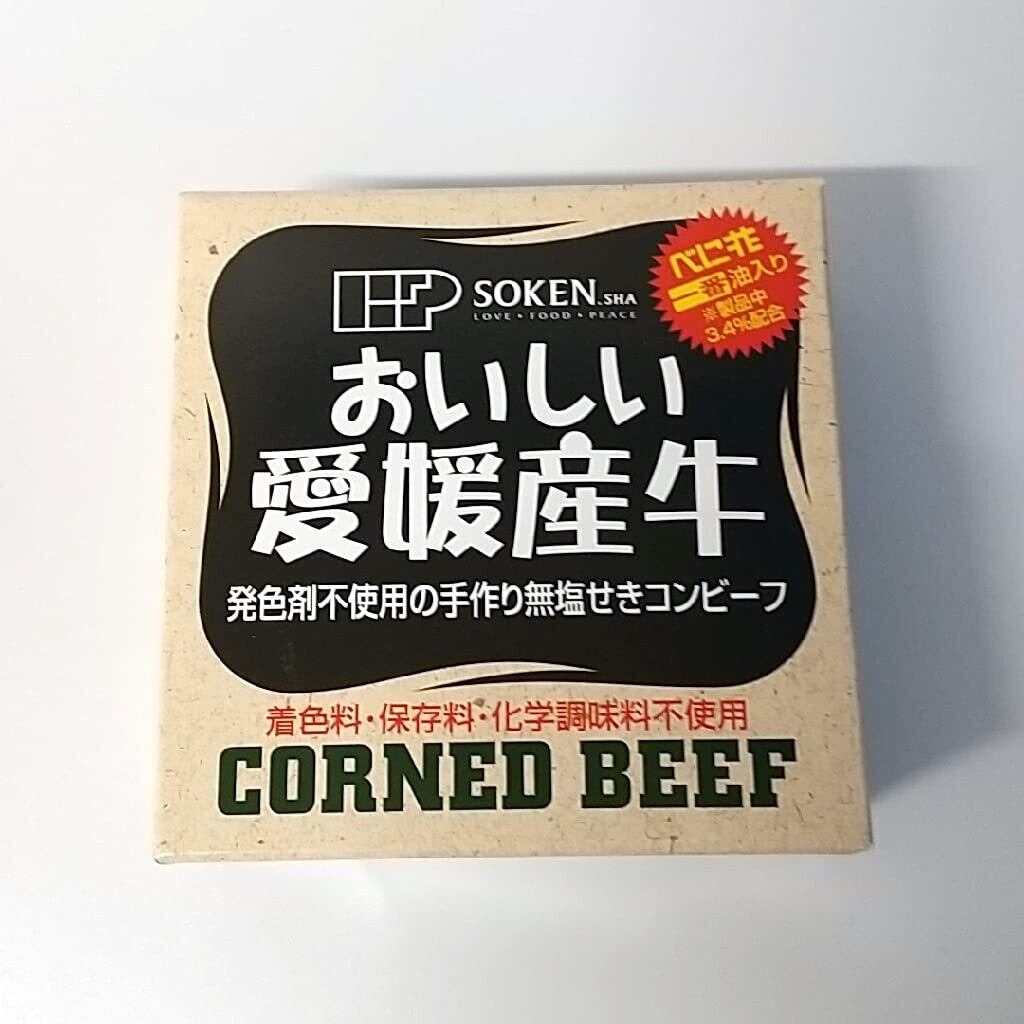 SOKEN.SHA
LOVE・FOOD・PEACE
べに花
一番油入り
※製品中
3.4%配合
おいしい
愛媛産牛
発色剤不使用の手作り無塩せきコンビーフ
着色料・保存料・化学調味料不使用
CORNED BEEF